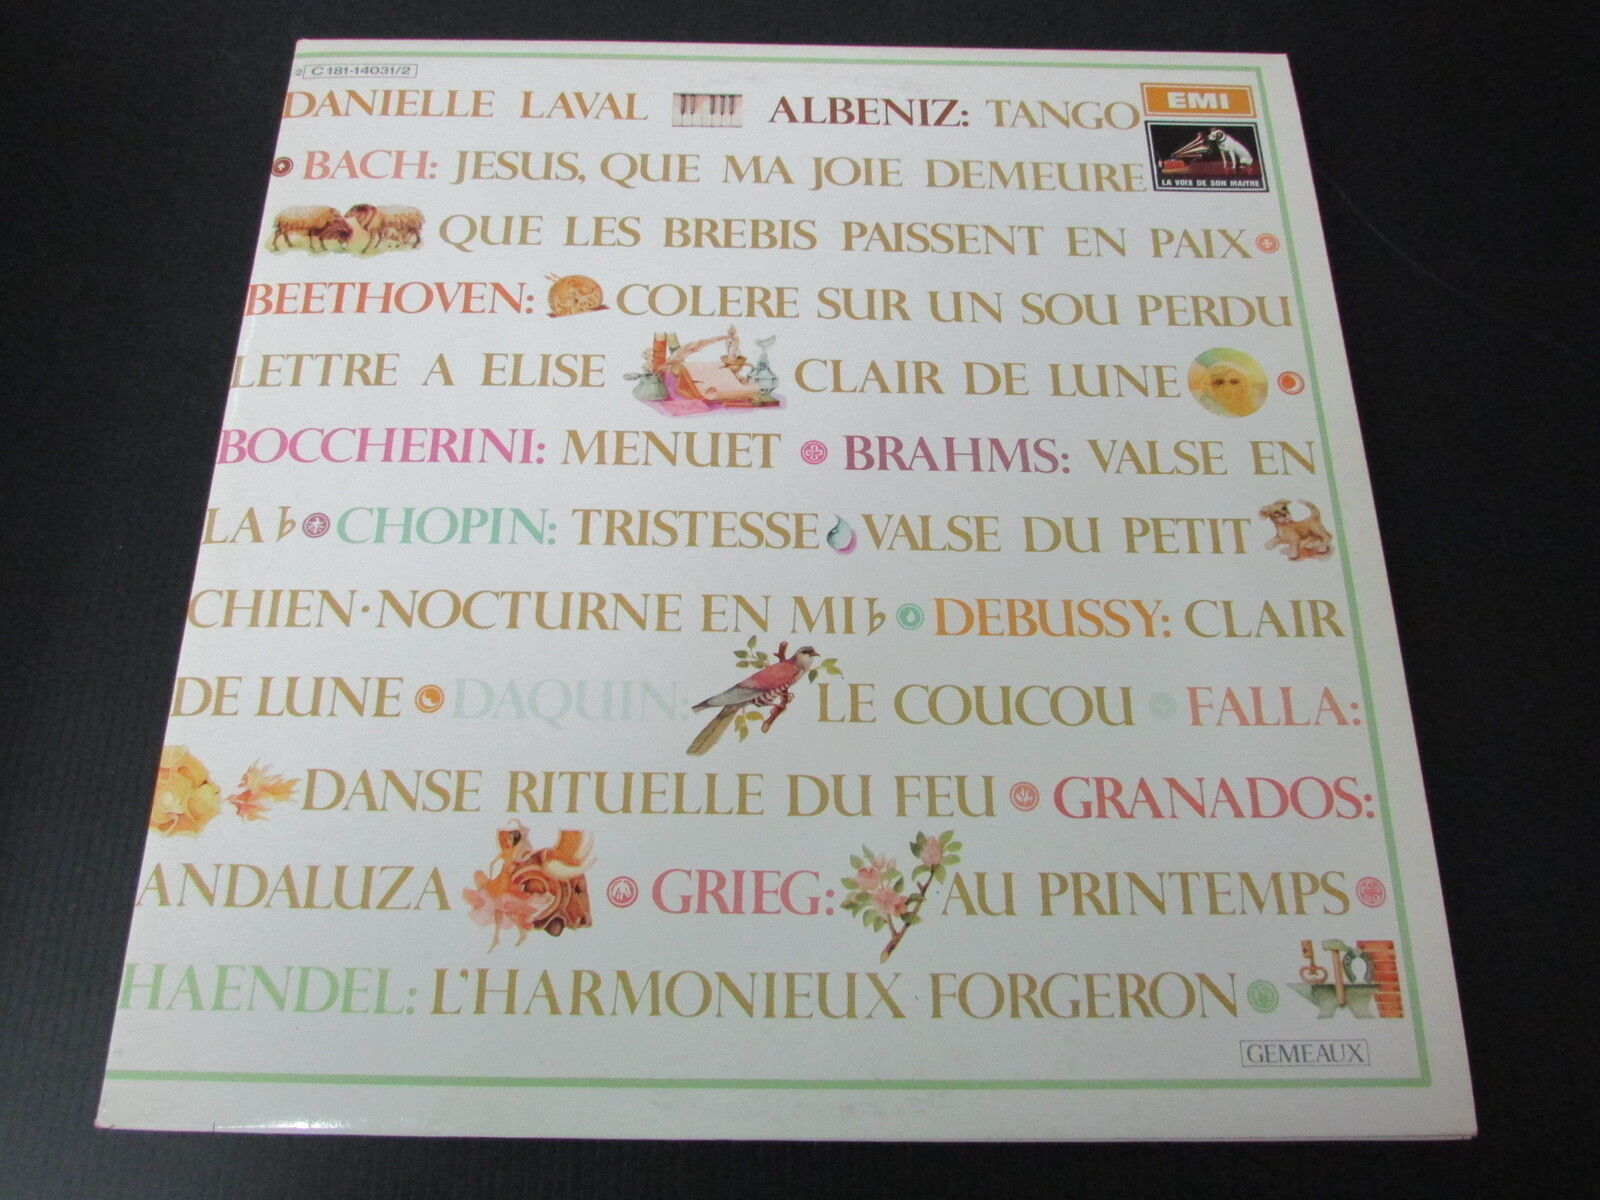 2 C 181-14031/2
DANIELLE LAVAL ALBENIZ: TANGO
EMI
LA VOIX DE SON MAITRE
BACH: JESUS, QUE MA JOIE DEMEURE
QUE LES BREBIS PAISSENT EN PAIX
BEETHOVEN: COLERE SUR UN SOU PERDU
LETTRE A ELISE CLAIR DE LUNE
BOCCHERINI: MENUET BRAHMS: VALSE EN
LA♭ CHOPIN: TRISTESSE VALSE DU PETIT
CHIEN · NOCTURNE EN MI♭ DEBUSSY: CLAIR
DE LUNE DAQUIN: LE COUCOU FALLA:
DANSE RITUELLE DU FEU GRANADOS:
ANDALUZA GRIEG: AU PRINTEMPS
HAENDEL: L'HARMONIEUX FORGERON
GEMEAUX